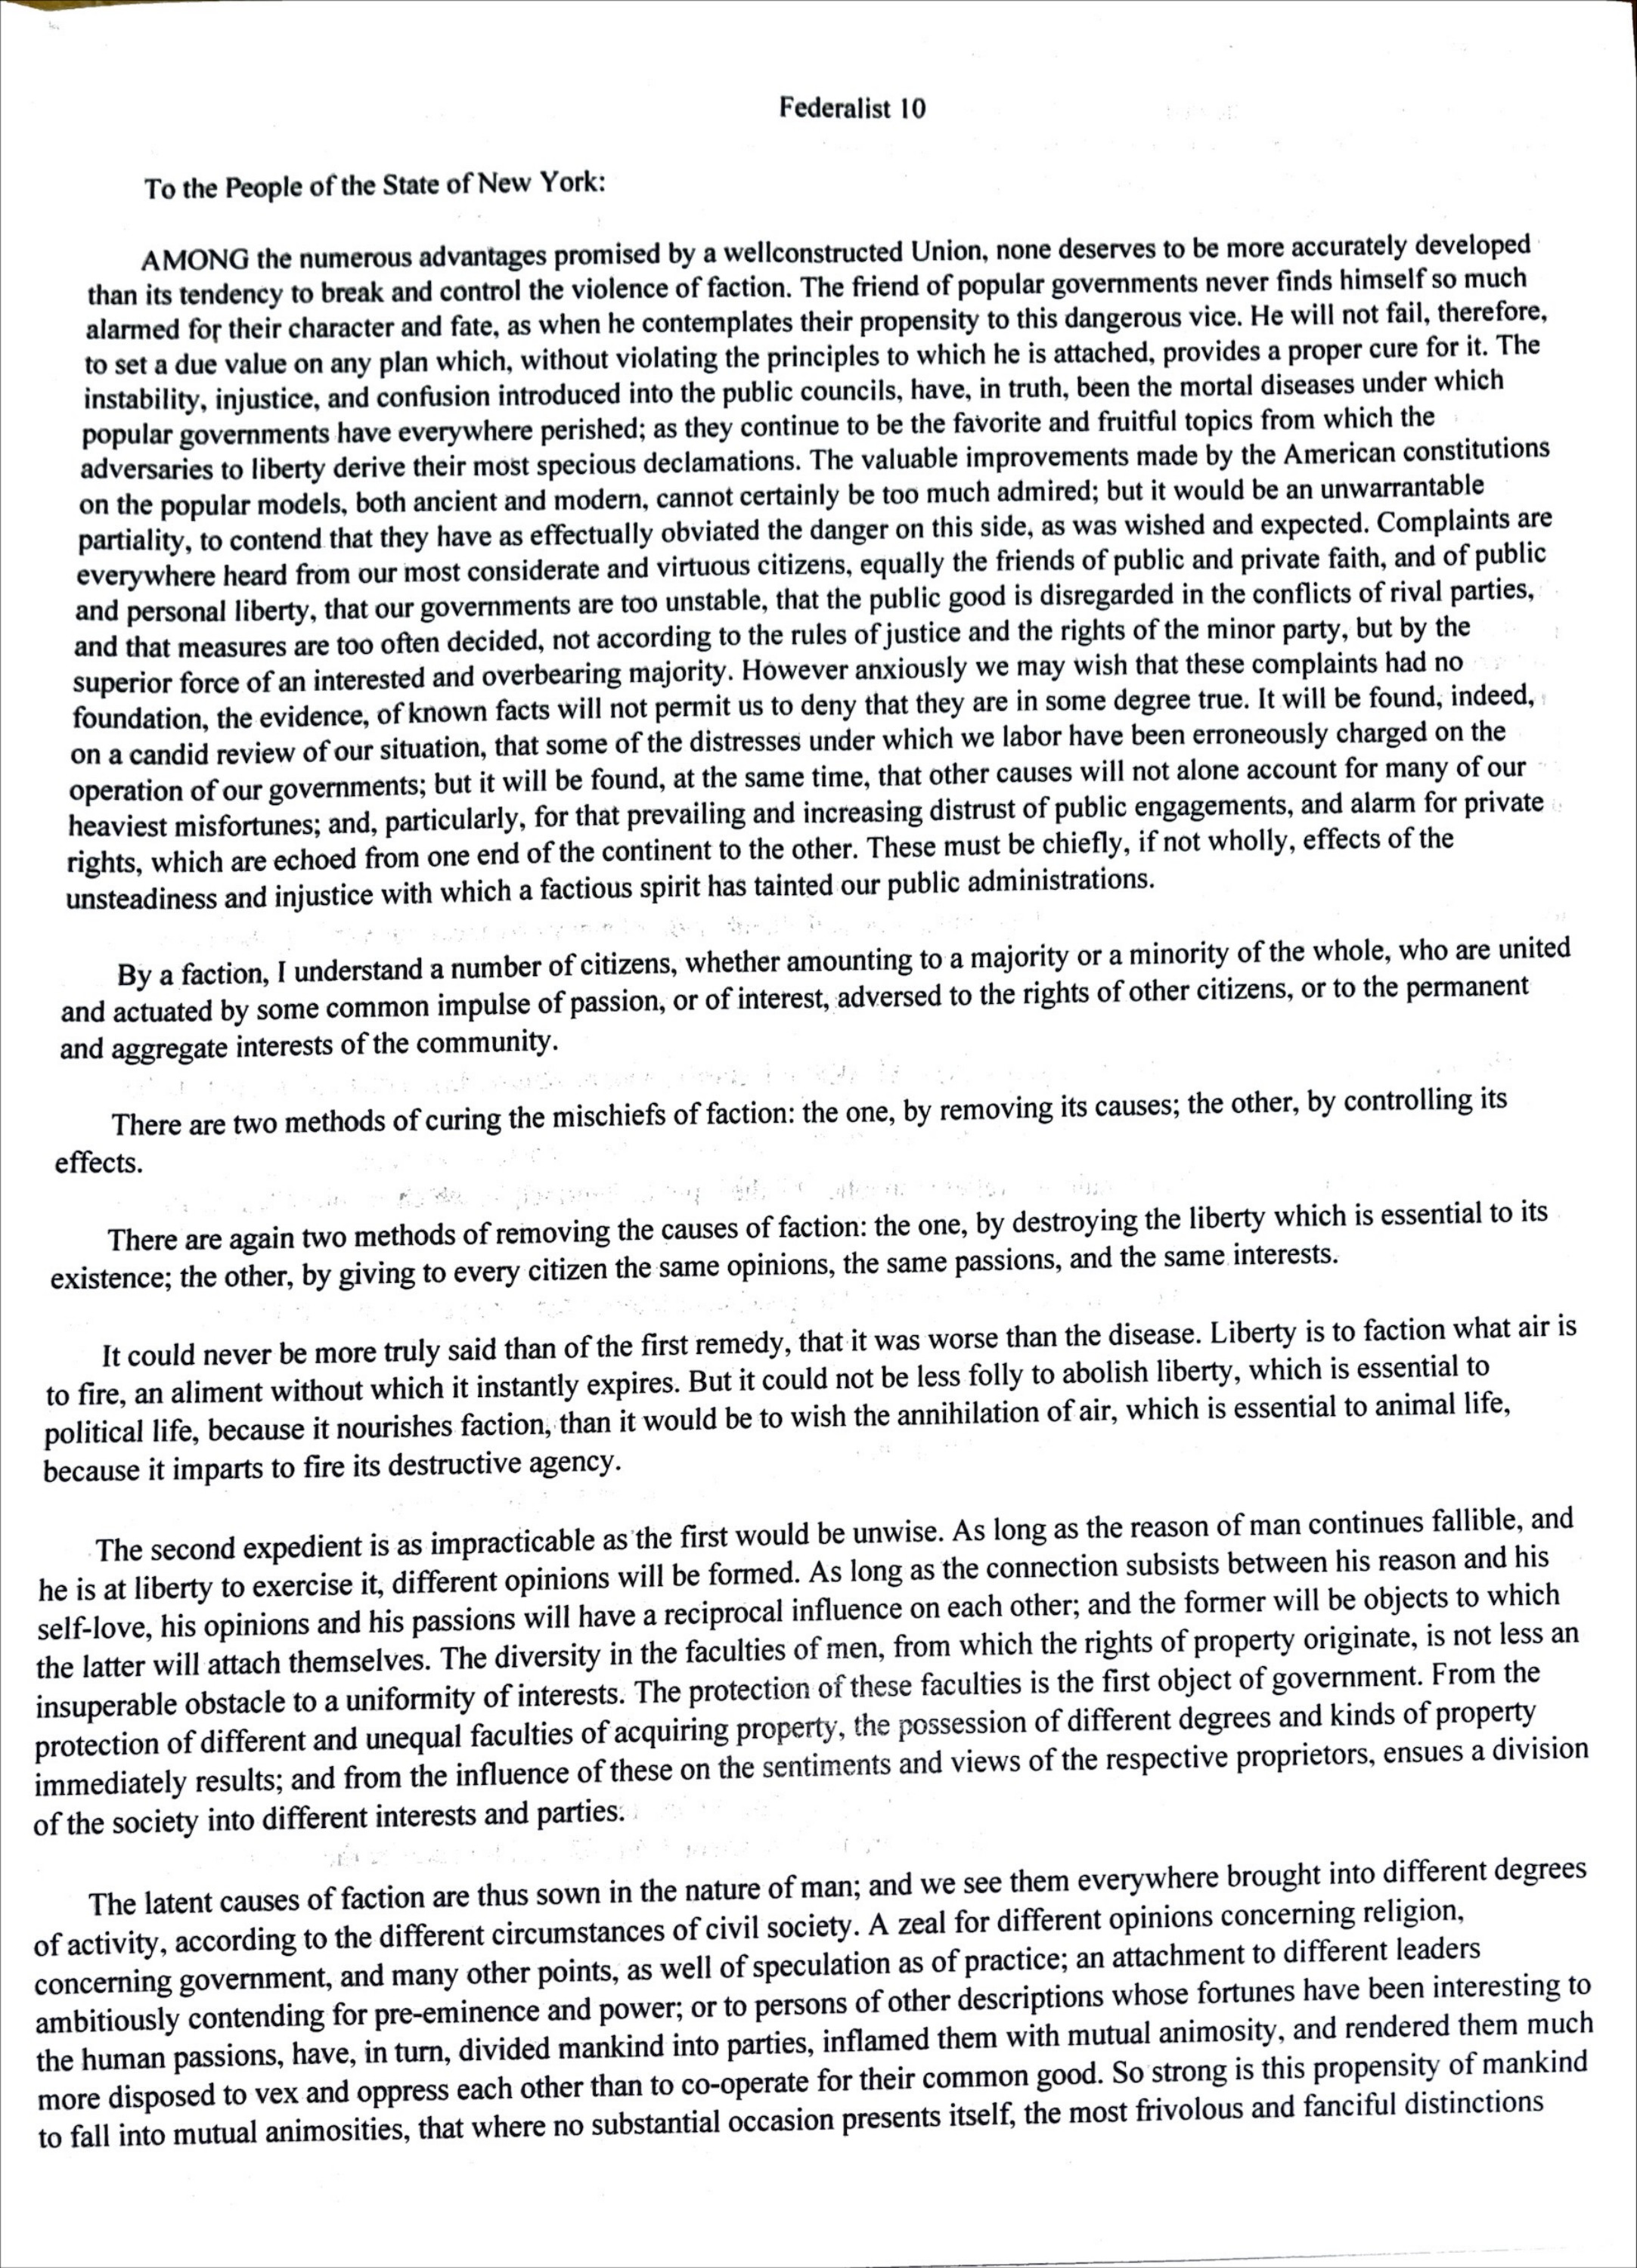 Federalist 10
To the People of the State of New York:
AMONG the numerous advantages promised by a wellconstructed Union, none deserves to be more accurately developed
than its tendency to break and control the violence of faction. The friend of popular governments never finds himself so much
alarmed for their character and fate, as when he contemplates their propensity to this dangerous vice. He will not fail, therefore,
to set a due value on any plan which, without violating the principles to which he is attached, provides a proper cure for it. The
instability, injustice, and confusion introduced into the public councils, have, in truth, been the mortal diseases under which
popular governments have everywhere perished; as they continue to be the favorite and fruitful topics from which the
adversaries to liberty derive their most specious declamations. The valuable improvements made by the American constitutions
on the popular models, both ancient and modern, cannot certainly be too much admired; but it would be an unwarrantable
partiality, to contend that they have as effectually obviated the danger on this side, as was wished and expected. Complaints are
everywhere heard from our most considerate and virtuous citizens, equally the friends of public and private faith, and of public
and personal liberty, that our governments are too unstable, that the public good is disregarded in the conflicts of rival parties,
and that measures are too often decided, not according to the rules of justice and the rights of the minor party, but by the
superior force of an interested and overbearing majority. However anxiously we may wish that these complaints had no
foundation, the evidence, of known facts will not permit us to deny that they are in some degree true. It will be found, indeed,
on a candid review of our situation, that some of the distresses under which we labor have been erroneously charged on the
operation of our governments; but it will be found, at the same time, that other causes will not alone account for many of our
heaviest misfortunes; and, particularly, for that prevailing and increasing distrust of public engagements, and alarm for private
rights, which are echoed from one end of the continent to the other. These must be chiefly, if not wholly, effects of the
unsteadiness and injustice with which a factious spirit has tainted our public administrations.
By a faction, I understand a number of citizens, whether amounting to a majority or a minority of the whole, who are united
and actuated by some common impulse of passion, or of interest, adversed to the rights of other citizens, or to the permanent
and aggregate interests of the community.
There are two methods of curing the mischiefs of faction: the one, by removing its causes; the other, by controlling its
effects.
There are again two methods of removing the causes of faction: the one, by destroying the liberty which is essential to its
existence; the other, by giving to every citizen the same opinions, the same passions, and the same interests.
It could never be more truly said than of the first remedy, that it was worse than the disease. Liberty is to faction what air is
to fire, an aliment without which it instantly expires. But it could not be less folly to abolish liberty, which is essential to
political life, because it nourishes faction, than it would be to wish the annihilation of air, which is essential to animal life,
because it imparts to fire its destructive agency.
The second expedient is as impracticable as the first would be unwise. As long as the reason of man continues fallible, and
he is at liberty to exercise it, different opinions will be formed. As long as the connection subsists between his reason and his
self-love, his opinions and his passions will have a reciprocal influence on each other; and the former will be objects to which
the latter will attach themselves. The diversity in the faculties of men, from which the rights of property originate, is not less an
insuperable obstacle to a uniformity of interests. The protection of these faculties is the first object of government. From the
protection of different and unequal faculties of acquiring property, the possession of different degrees and kinds of property
immediately results; and from the influence of these on the sentiments and views of the respective proprietors, ensues a division
of the society into different interests and parties.
The latent causes of faction are thus sown in the nature of man; and we see them everywhere brought into different degrees
of activity, according to the different circumstances of civil society. A zeal for different opinions concerning religion,
concerning government, and many other points, as well of speculation as of practice; an attachment to different leaders
ambitiously contending for pre-eminence and power; or to persons of other descriptions whose fortunes have been interesting to
the human passions, have, in turn, divided mankind into parties, inflamed them with mutual animosity, and rendered them much
more disposed to vex and oppress each other than to co-operate for their common good. So strong is this propensity of mankind
to fall into mutual animosities, that where no substantial occasion presents itself, the most frivolous and fanciful distinctions